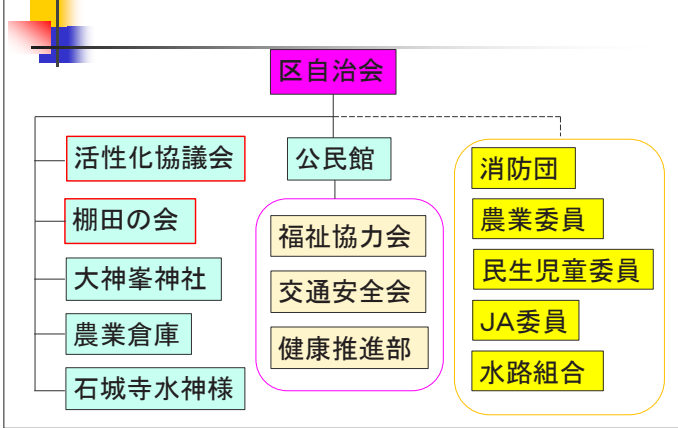 区自治会
活性化協議会
棚田の会
大神峯神社
農業倉庫
石城寺水神様
公民館
福祉協力会
交通安全会
健康推進部
消防団
農業委員
民生児童委員
JA委員
水路組合